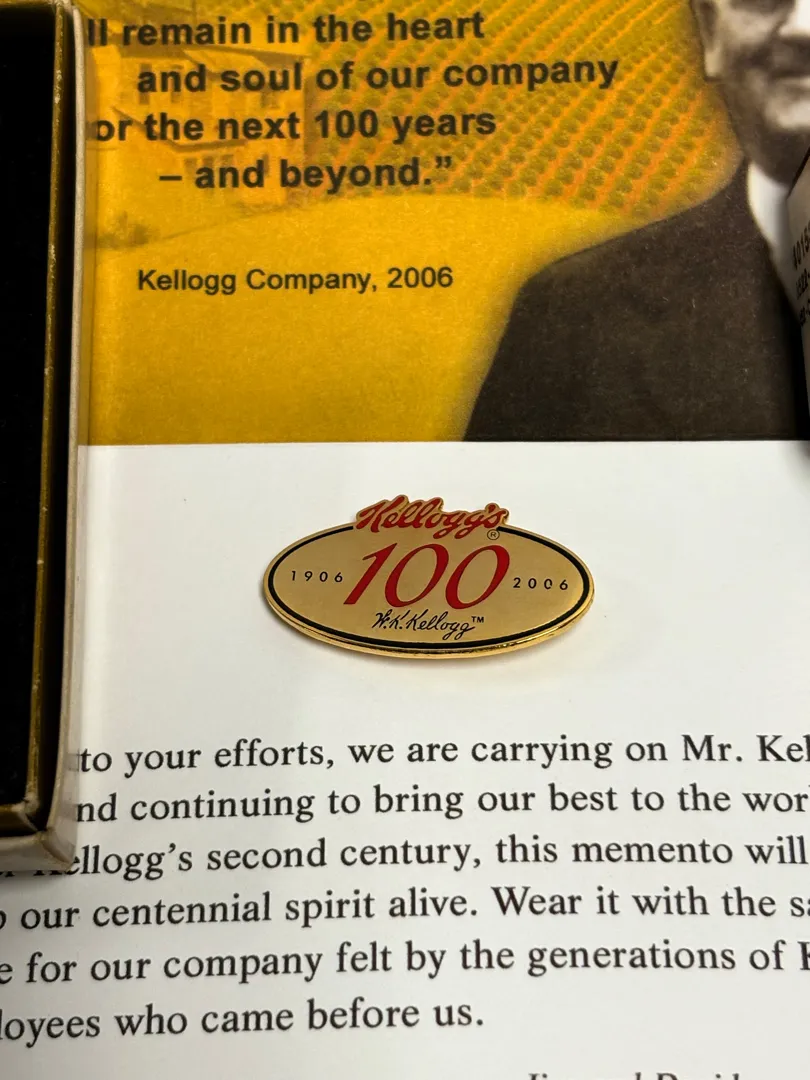 ll remain in the heart
and soul of our company
or the next 100 years
– and beyond.”
Kellogg Company, 2006
Kellogg's
®
1906 100 2006
W.K.Kellogg™
to your efforts, we are carrying on Mr. Kel
nd continuing to bring our best to the wor
ellogg’s second century, this memento will
our centennial spirit alive. Wear it with the sa
e for our company felt by the generations of K
loyees who came before us.